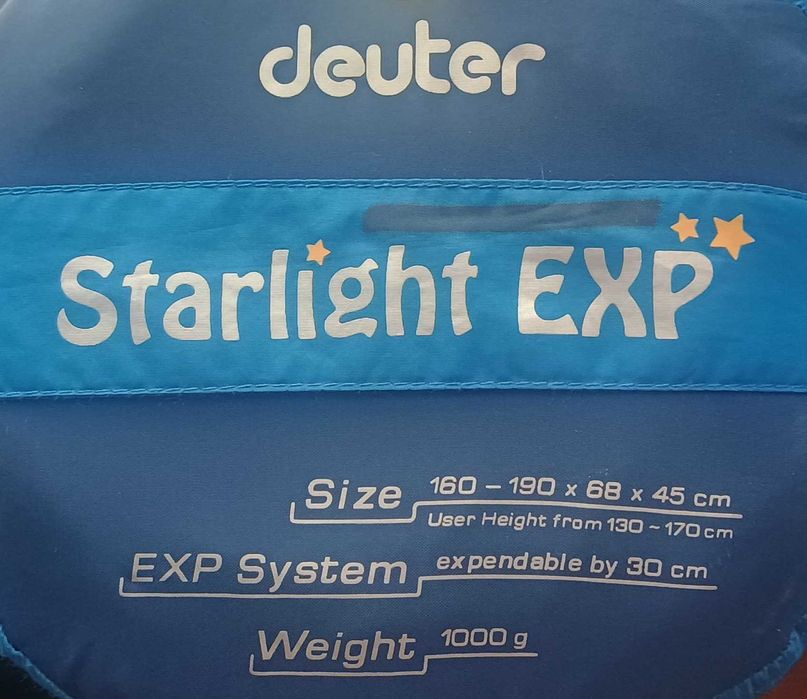 deuter
Starlight EXP
Size 160 – 190 x 68 x 45 cm
User Height from 130 ~ 170 cm
EXP System expendable by 30 cm
Weight 1000 g